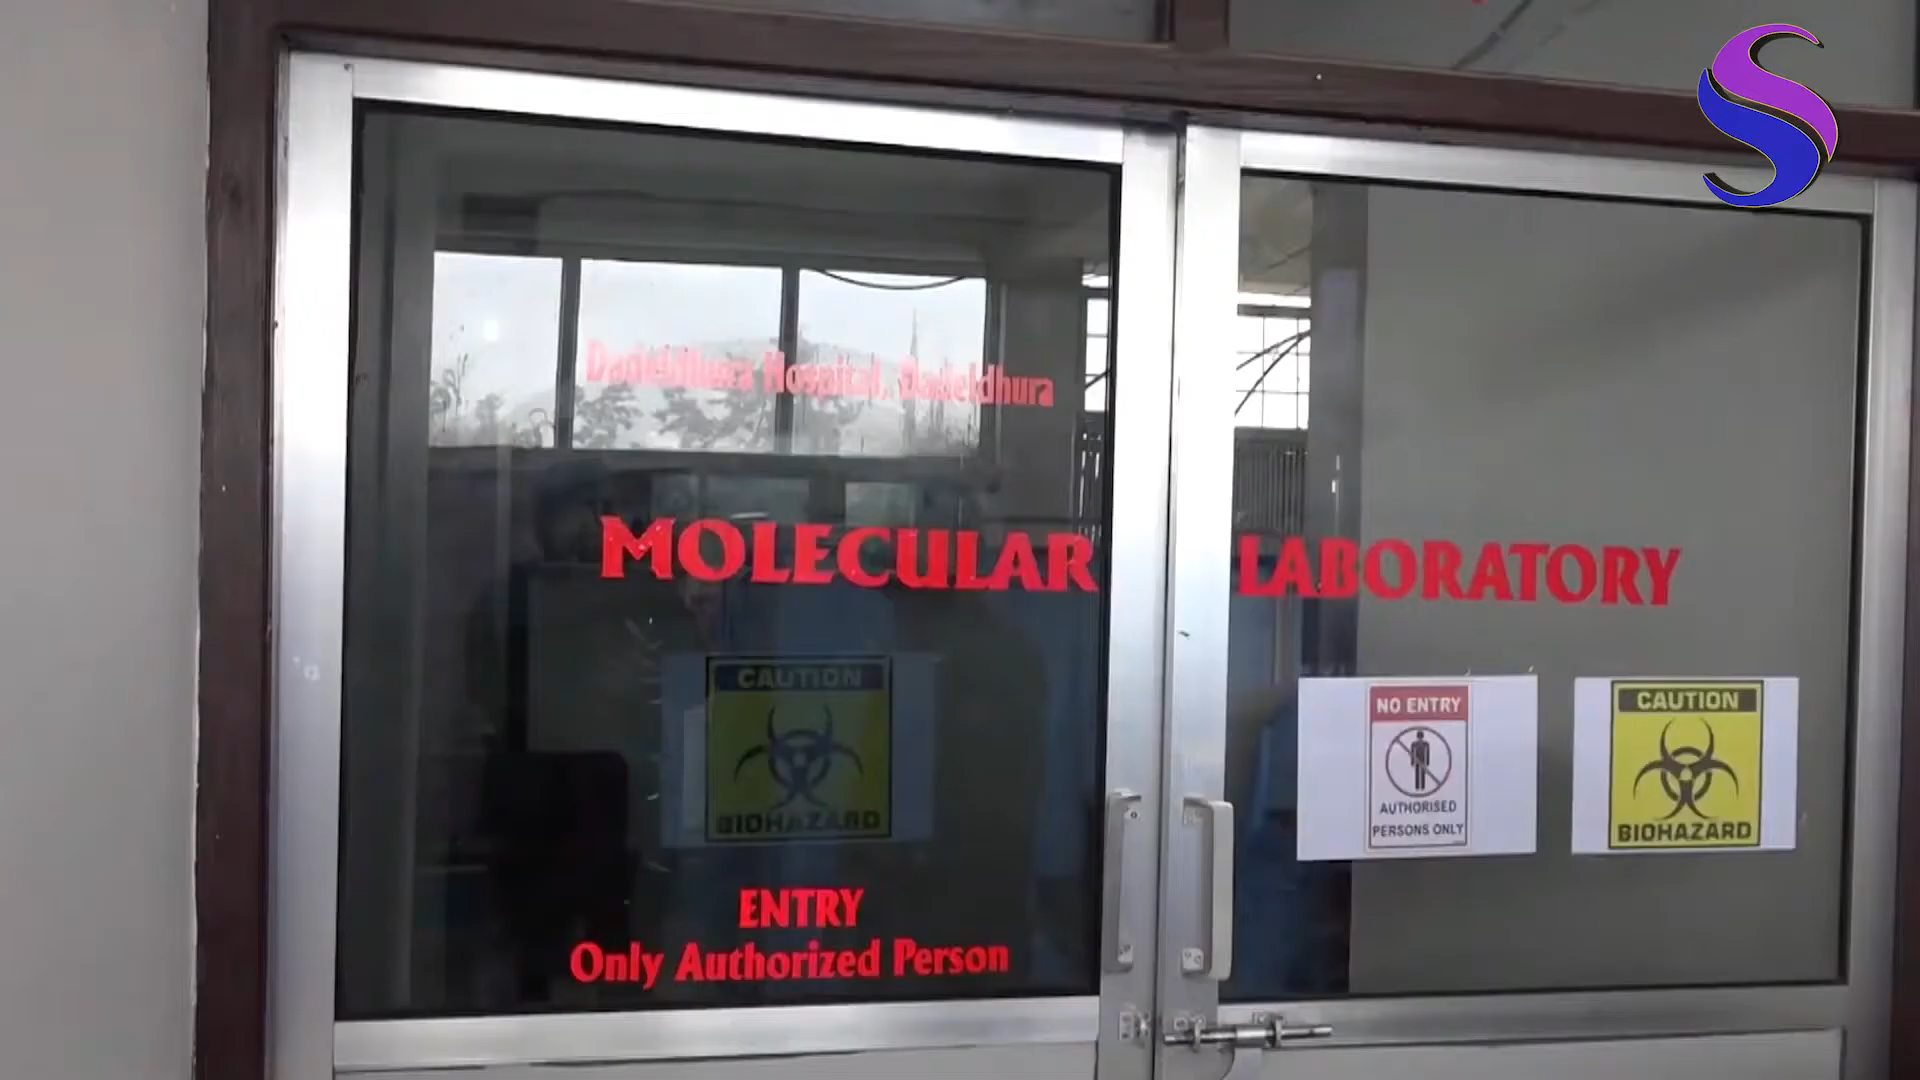 Dadeldhura Hospital, Dadeldhura
MOLECULAR LABORATORY
CAUTION
BIOHAZARD
NO ENTRY
AUTHORISED
PERSONS ONLY
CAUTION
BIOHAZARD
ENTRY
Only Authorized Person